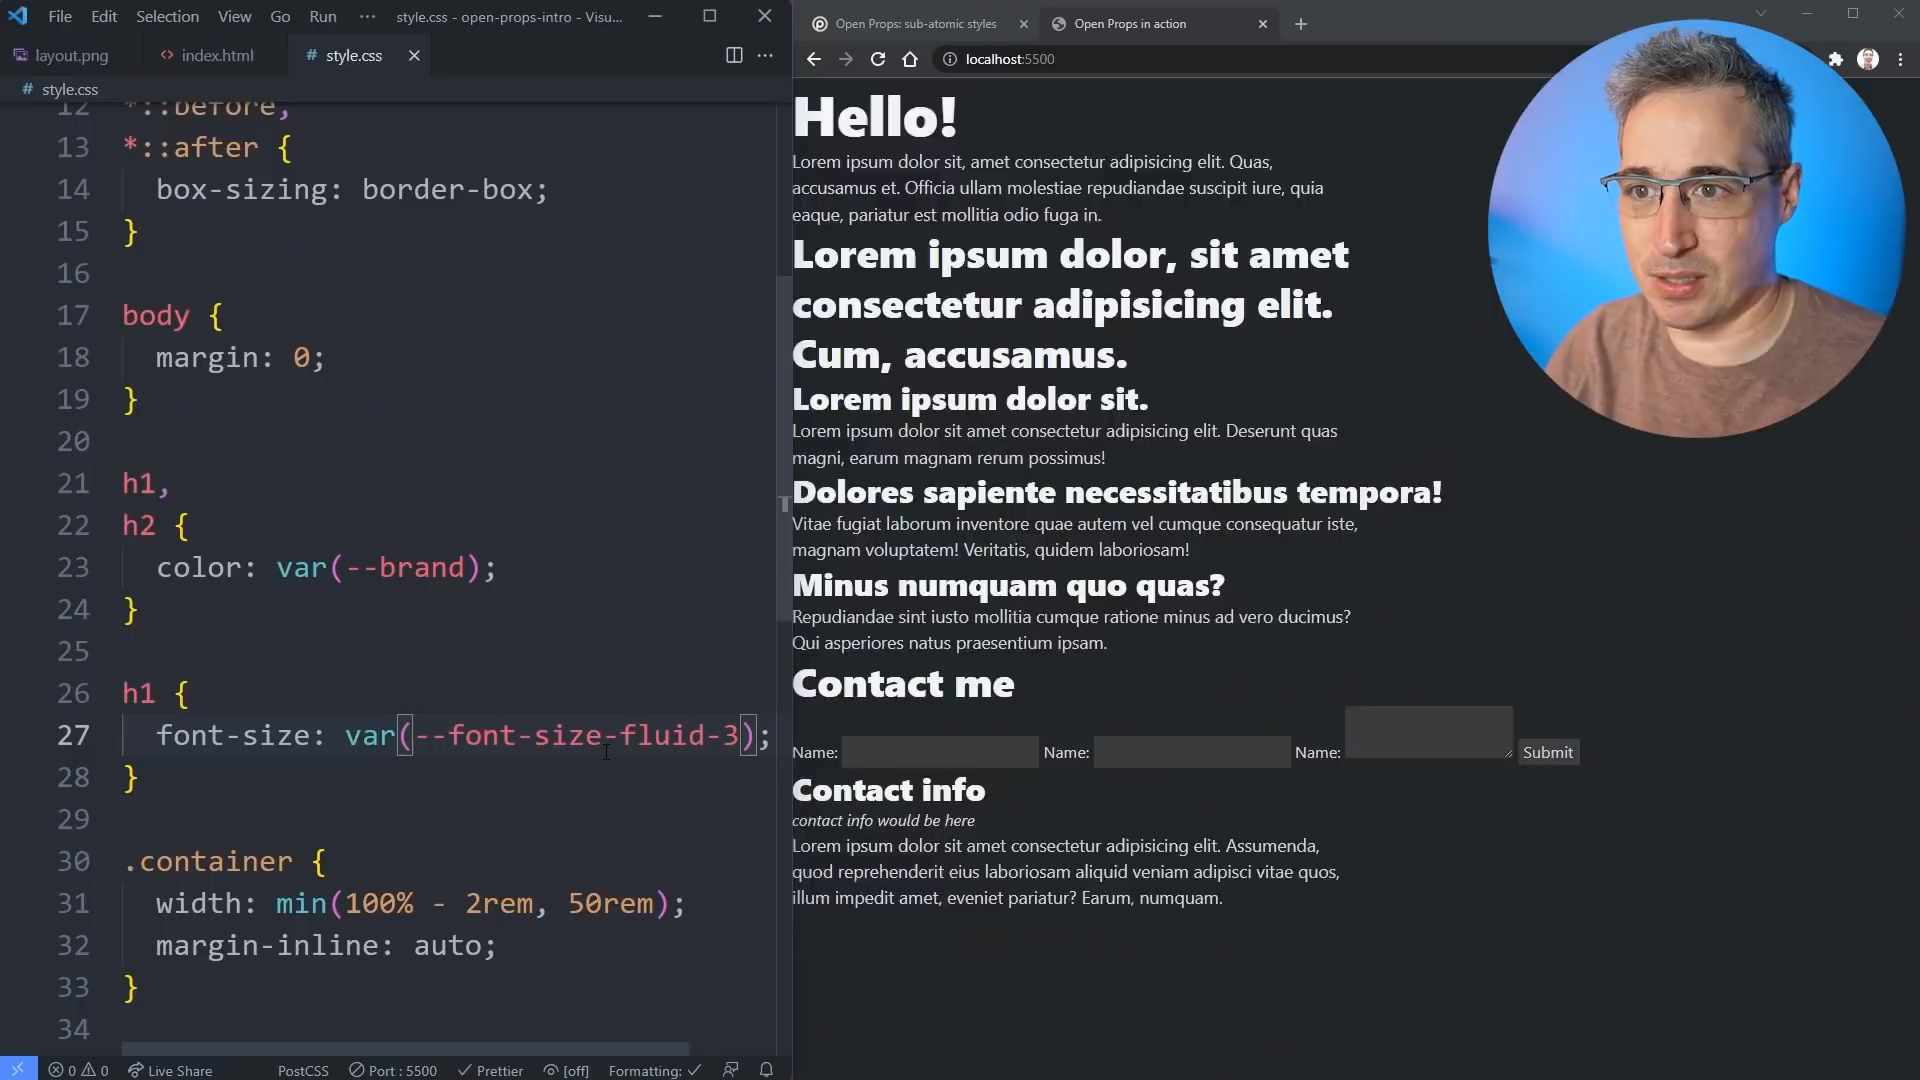 File Edit Selection View Go Run ··· style.css - open-props-intro - Visu...
layout.png index.html # style.css
# style.css
12 *::before,
13 *::after {
14 box-sizing: border-box;
15 }
16
17 body {
18 margin: 0;
19 }
20
21 h1,
22 h2 {
23 color: var(--brand);
24 }
25
26 h1 {
27 font-size: var(--font-size-fluid-3);
28 }
29
30 .container {
31 width: min(100% - 2rem, 50rem);
32 margin-inline: auto;
33 }
34
0 0 Live Share PostCSS Port : 5500 Prettier [off] Formatting: ✓
Open Props: sub-atomic styles Open Props in action
localhost:5500
Hello!
Lorem ipsum dolor sit, amet consectetur adipisicing elit. Quas,
accusamus et. Officia ullam molestiae repudiandae suscipit iure, quia
eaque, pariatur est mollitia odio fuga in.
Lorem ipsum dolor, sit amet
consectetur adipisicing elit.
Cum, accusamus.
Lorem ipsum dolor sit.
Lorem ipsum dolor sit amet consectetur adipisicing elit. Deserunt quas
magni, earum magnam rerum possimus!
Dolores sapiente necessitatibus tempora!
Vitae fugiat laborum inventore quae autem vel cumque consequatur iste,
magnam voluptatem! Veritatis, quidem laboriosam!
Minus numquam quo quas?
Repudiandae sint iusto mollitia cumque ratione minus ad vero ducimus?
Qui asperiores natus praesentium ipsam.
Contact me
Name: Name: Name: Submit
Contact info
contact info would be here
Lorem ipsum dolor sit amet consectetur adipisicing elit. Assumenda,
quod reprehenderit eius laboriosam aliquid veniam adipisci vitae quos,
illum impedit amet, eveniet pariatur? Earum, numquam.